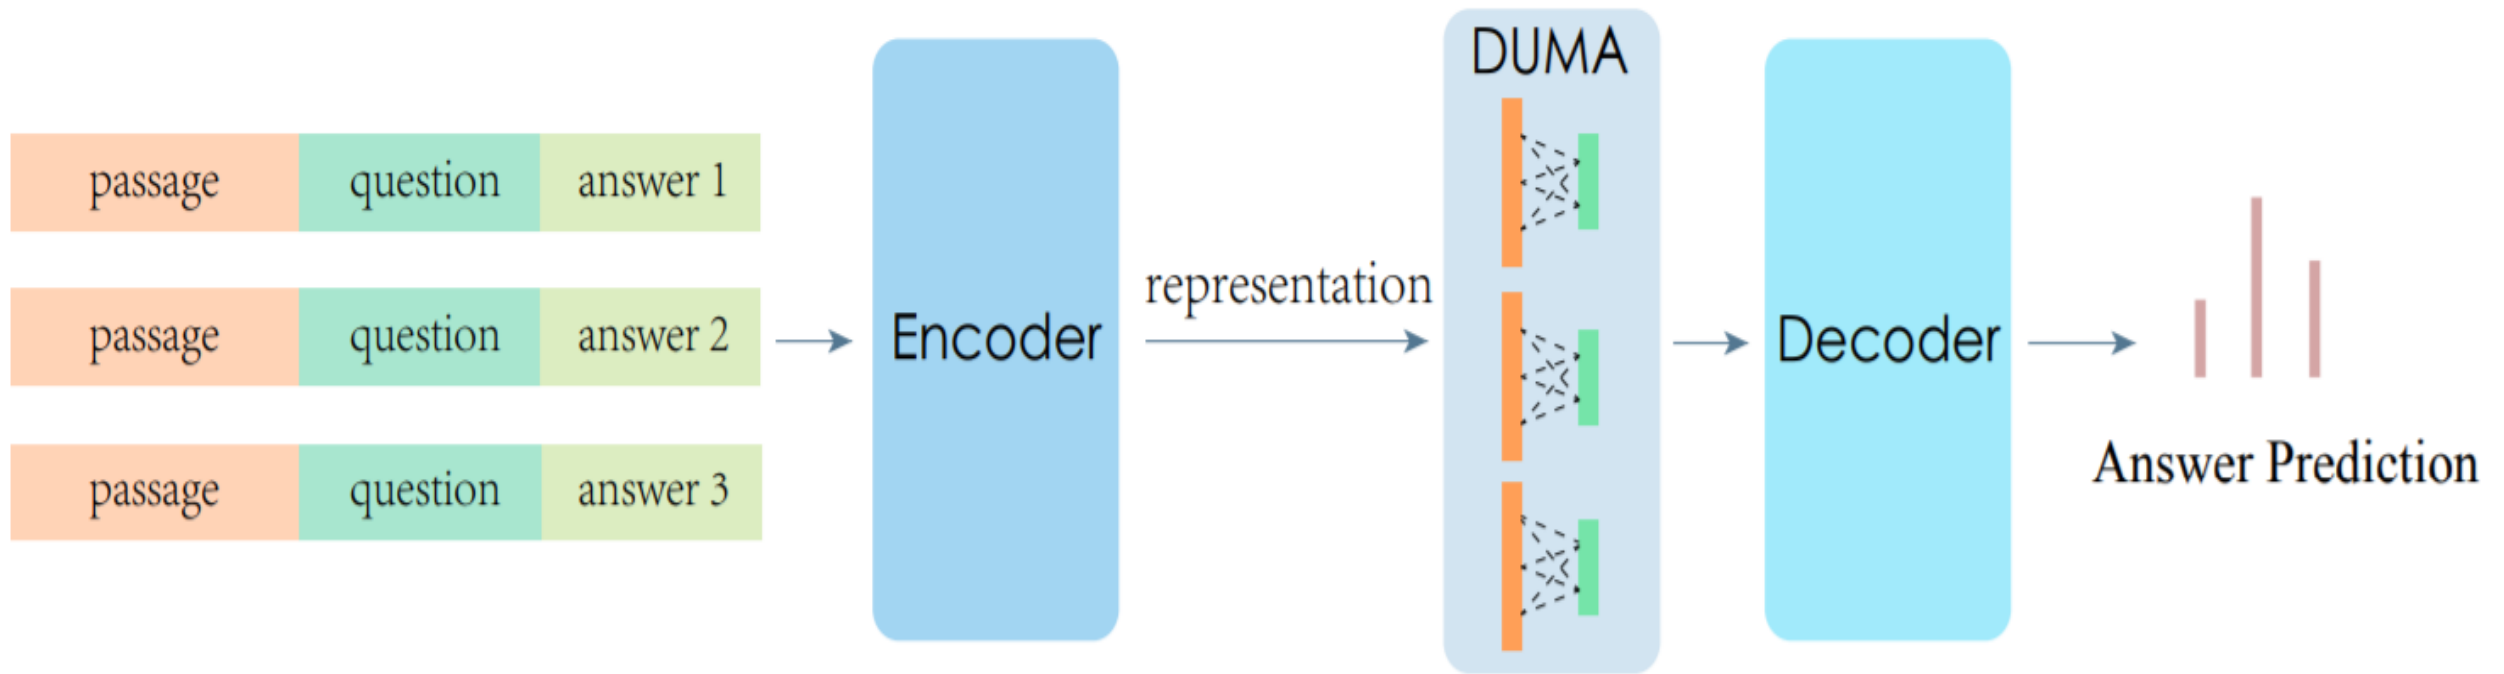 DUMA
passage question answer 1
passage question answer 2
passage question answer 3
Encoder
representation
Decoder
Answer Prediction